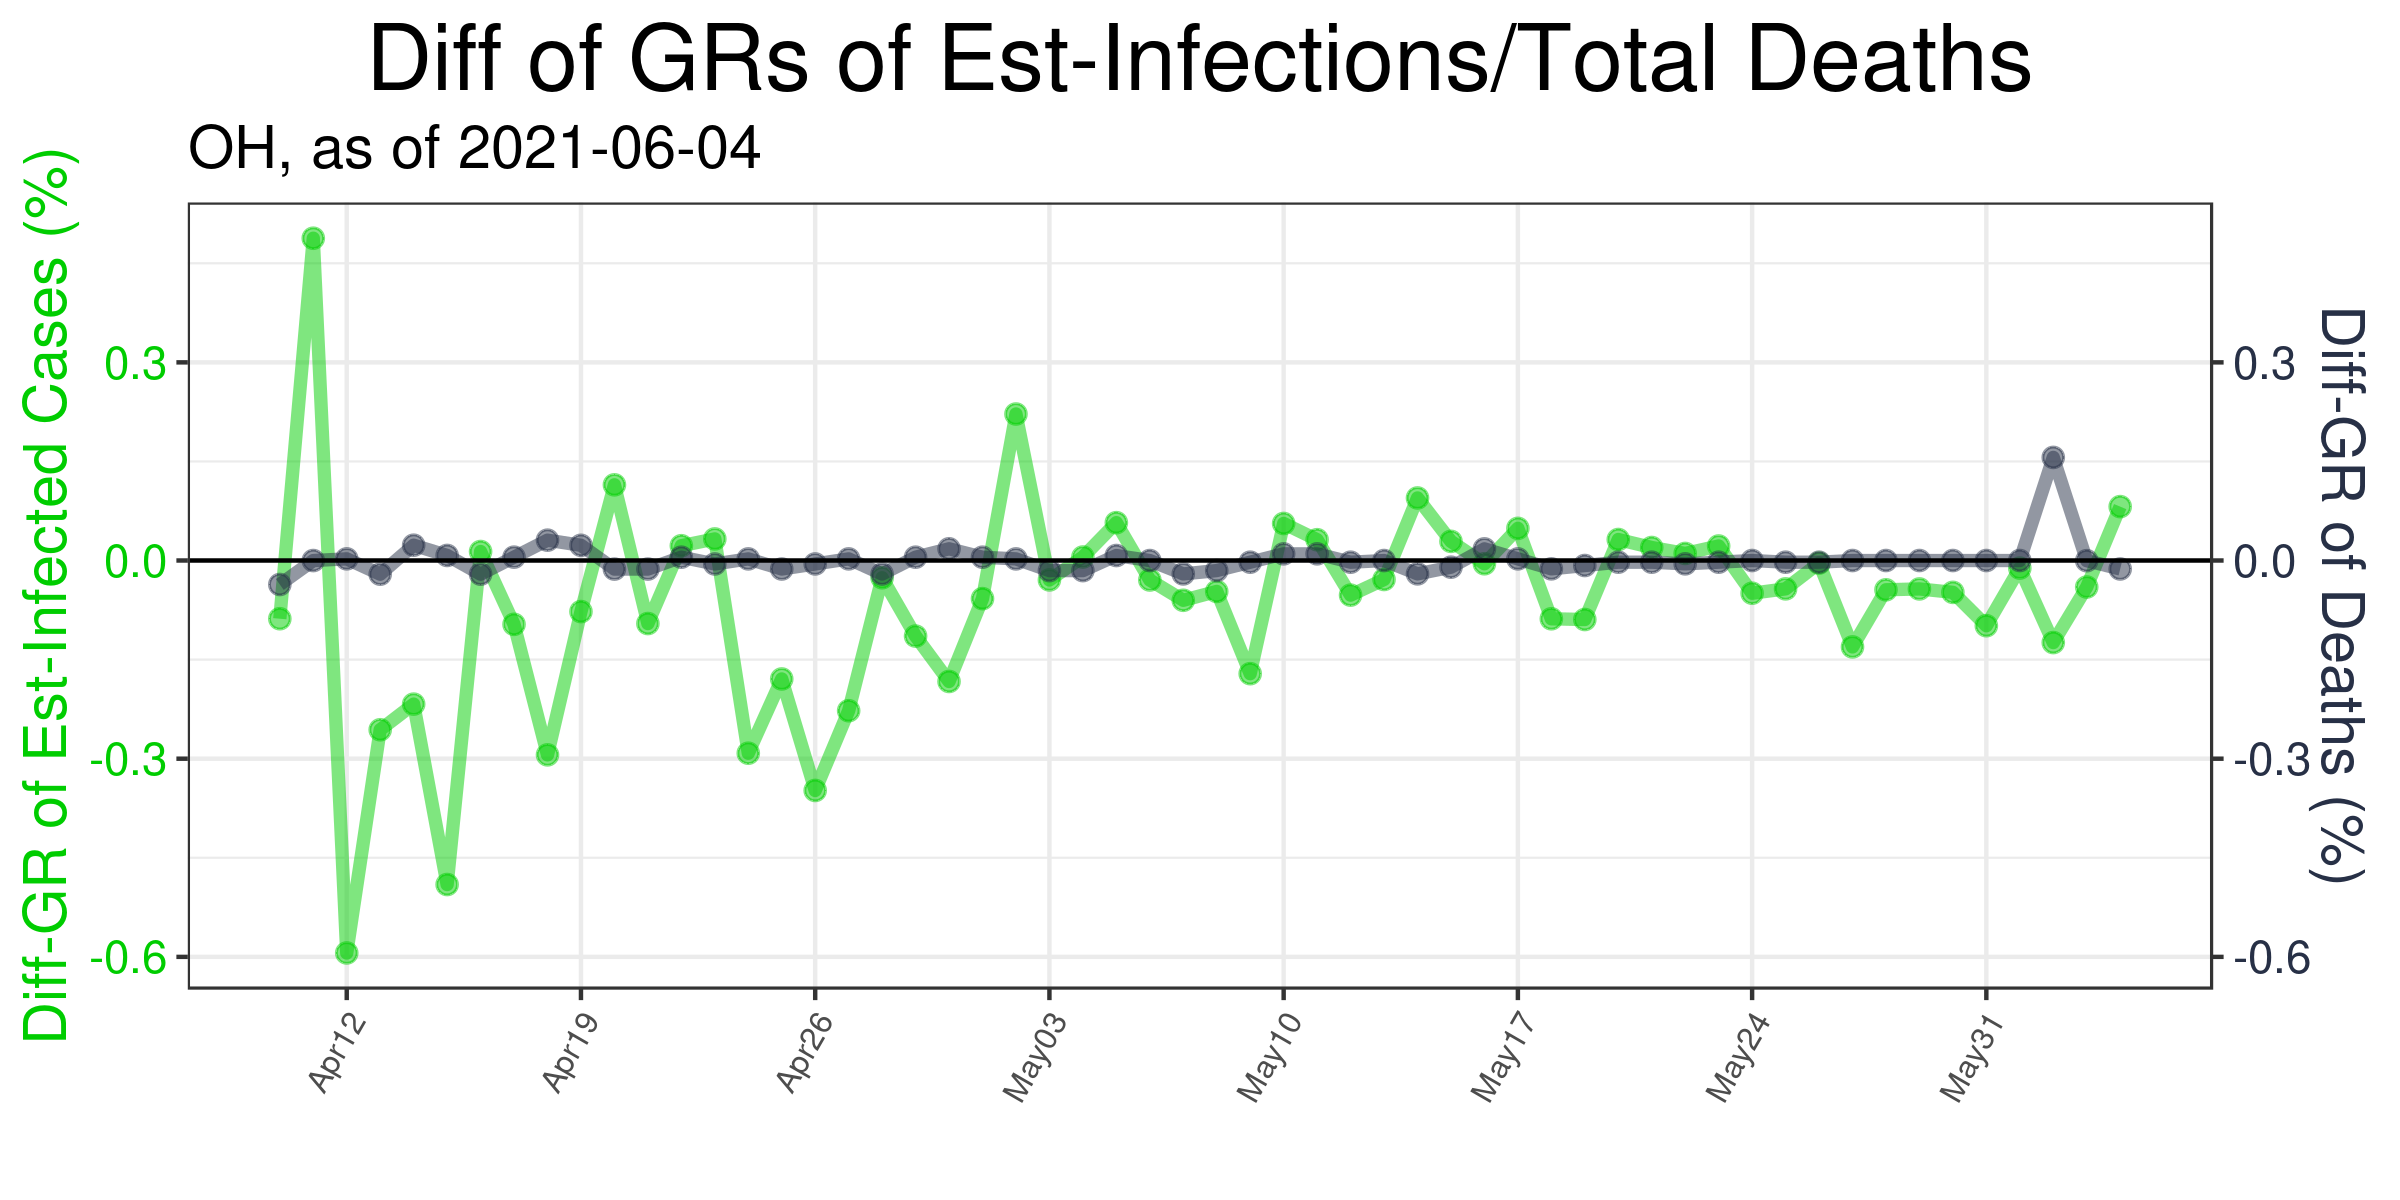 Diff of GRs of Est-Infections/Total Deaths
OH, as of 2021-06-04
Diff-GR of Est-Infected Cases (%)
0.3
0.0
-0.3
-0.6
0.3
0.0
-0.3
-0.6
Diff-GR of Deaths (%)
Apr12
Apr19
Apr26
May03
May10
May17
May24
May31